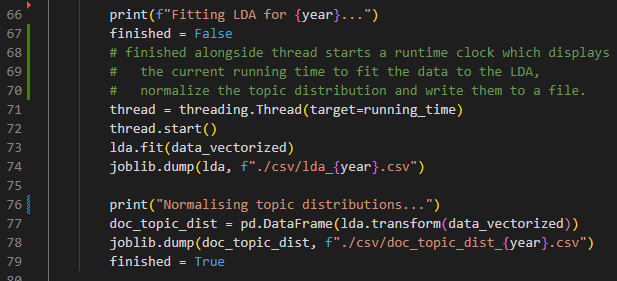 66 print(f"Fitting LDA for {year}...")
67 finished = False
68 # finished alongside thread starts a runtime clock which displays
69 #   the current running time to fit the data to the LDA,
70 #   normalize the topic distribution and write them to a file.
71 thread = threading.Thread(target=running_time)
72 thread.start()
73 lda.fit(data_vectorized)
74 joblib.dump(lda, f"./csv/lda_{year}.csv")
75
76 print("Normalising topic distributions...")
77 doc_topic_dist = pd.DataFrame(lda.transform(data_vectorized))
78 joblib.dump(doc_topic_dist, f"./csv/doc_topic_dist_{year}.csv")
79 finished = True
80